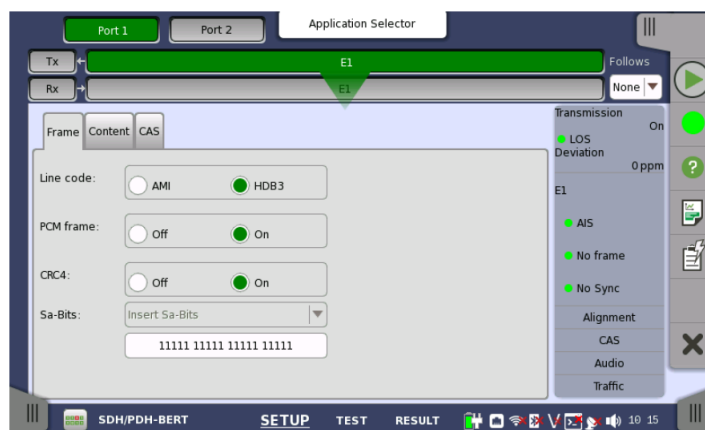 Port 1
Port 2
Application Selector
Tx
E1
Follows
Rx
E1
None
Frame
Content
CAS
Transmission
On
LOS
Deviation
0 ppm
Line code:
AMI
HDB3
E1
PCM frame:
Off
On
AIS
No frame
CRC4:
Off
On
No Sync
Sa-Bits:
Insert Sa-Bits
Alignment
11111 11111 11111 11111
CAS
Audio
Traffic
SDH/PDH-BERT
SETUP
TEST
RESULT
10 15